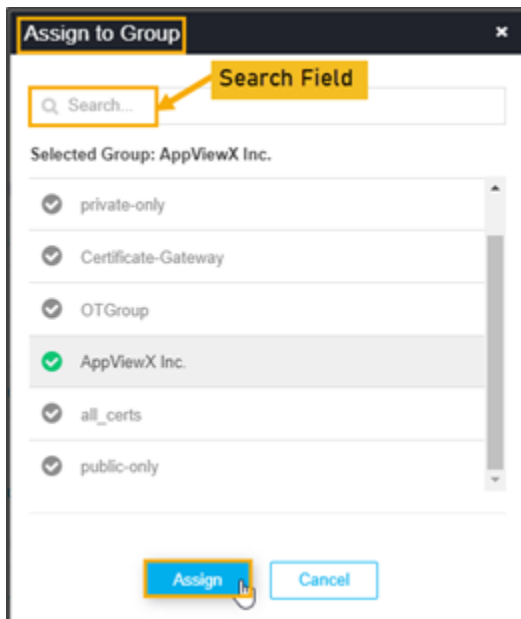 Assign to Group
Search Field
Search...
Selected Group: AppViewX Inc.
private-only
Certificate-Gateway
OTGroup
AppViewX Inc.
all_certs
public-only
Assign
Cancel